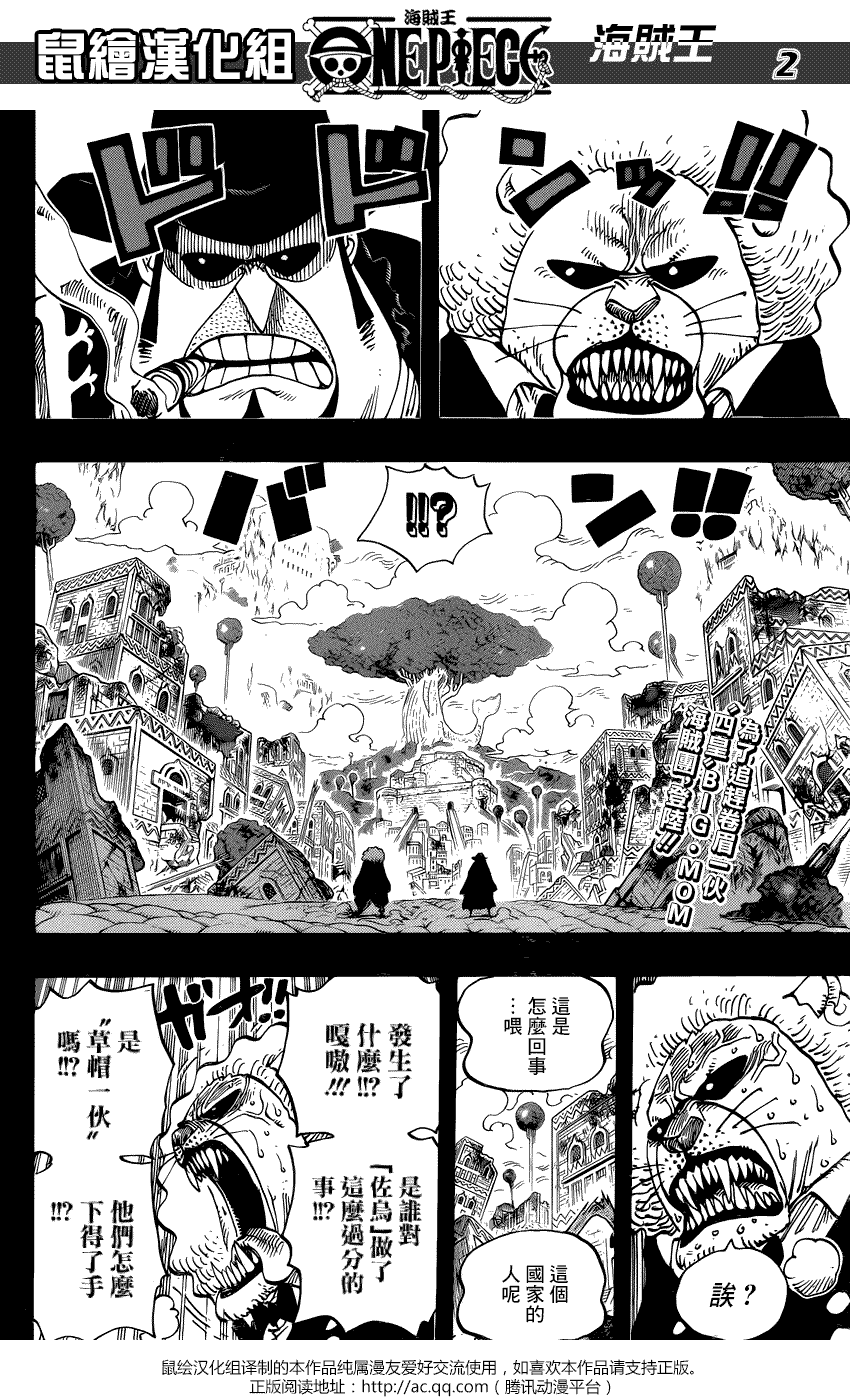 鼠繪漢化組
海賊王
ONE PIECE
海賊王
2
ドドン!!
ドンッ!!
バン!!
!!?
為了追趕卷眉一伙
“四皇”BIG·MOM
海賊團，登陸!!
誒？
這是
怎麼回事
…喂
這個
國家的
人呢
ガオ!!
發生了
什麼!!?
嘎嗷!!!
是誰對
「佐烏」做了
這麼過分的
事!!?
是
“草帽一伙”
嗎!!?
他們怎麼
下得了手
!!?
鼠绘汉化组译制的本作品纯属漫友爱好交流使用，如喜欢本作品请支持正版。
正版阅读地址：http://ac.qq.com（腾讯动漫平台）